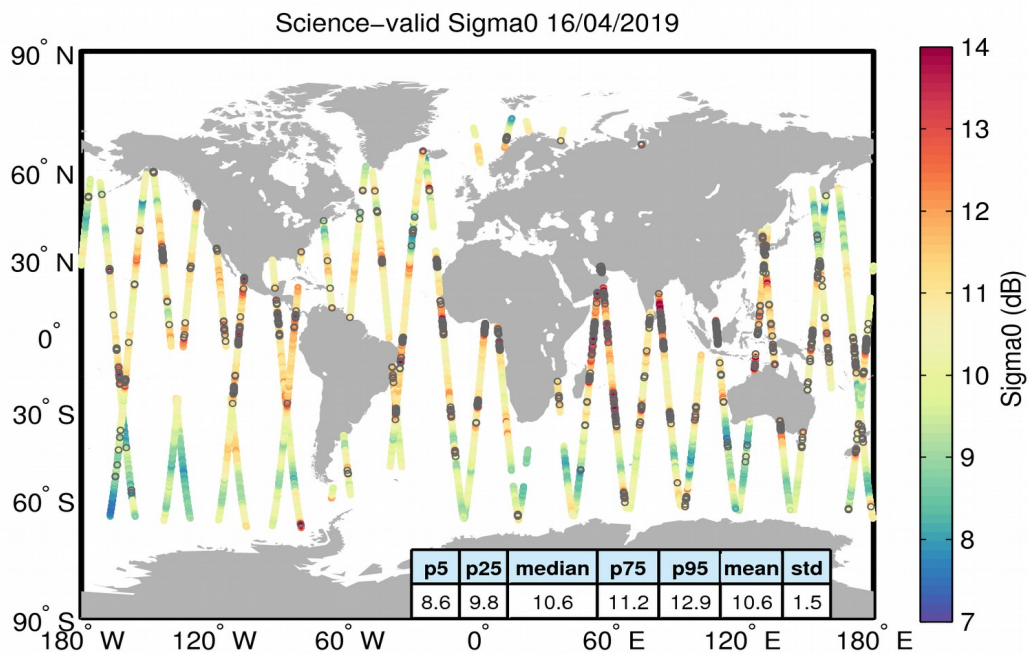 Science–valid Sigma0 16/04/2019
90° N
60° N
30° N
0°
30° S
60° S
90° S
180° W
120° W
60° W
0°
60° E
120° E
180° E
p5 p25 median p75 p95 mean std
8.6 9.8 10.6 11.2 12.9 10.6 1.5
14
13
12
11
10
9
8
7
Sigma0 (dB)